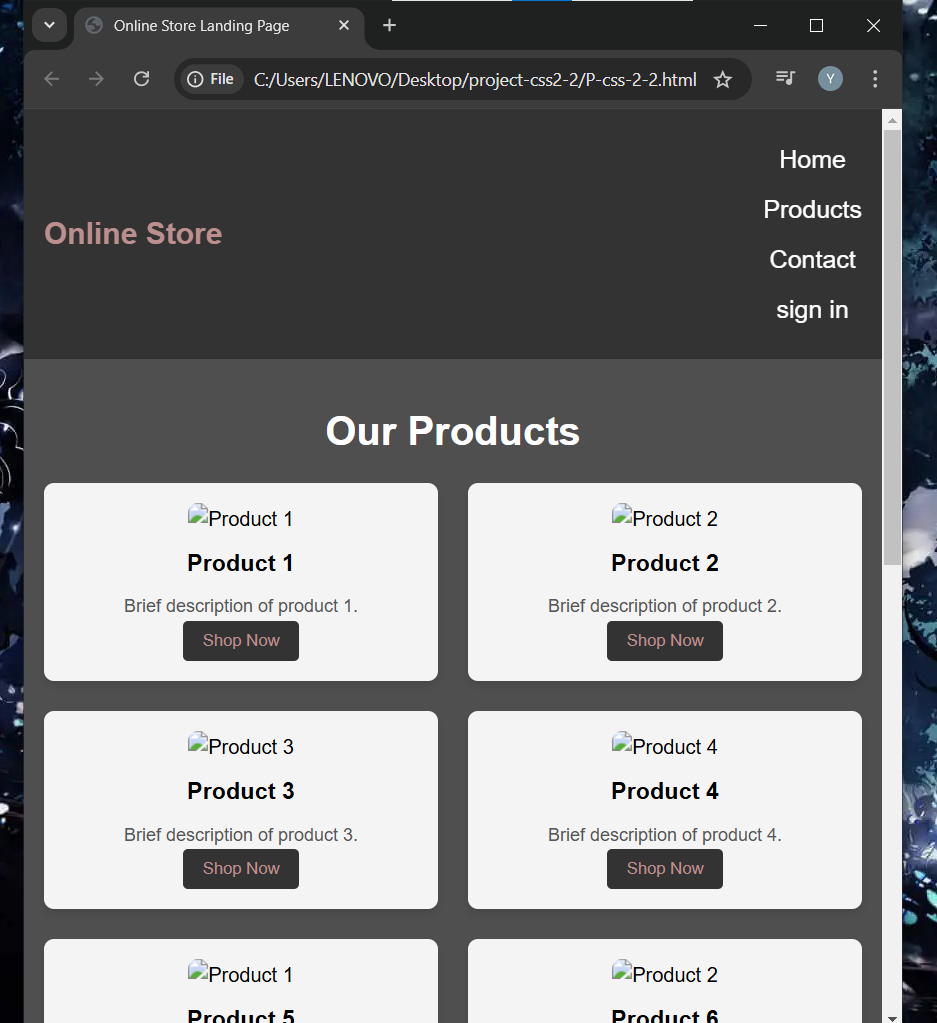 Online Store Landing Page
File C:/Users/LENOVO/Desktop/project-css2-2/P-css-2-2.html Y
Home
Products
Online Store
Contact
sign in
Our Products
Product 1 Product 2
Product 1 Product 2
Brief description of product 1. Brief description of product 2.
Shop Now Shop Now
Product 3 Product 4
Product 3 Product 4
Brief description of product 3. Brief description of product 4.
Shop Now Shop Now
Product 1 Product 2
Product 5 Product 6